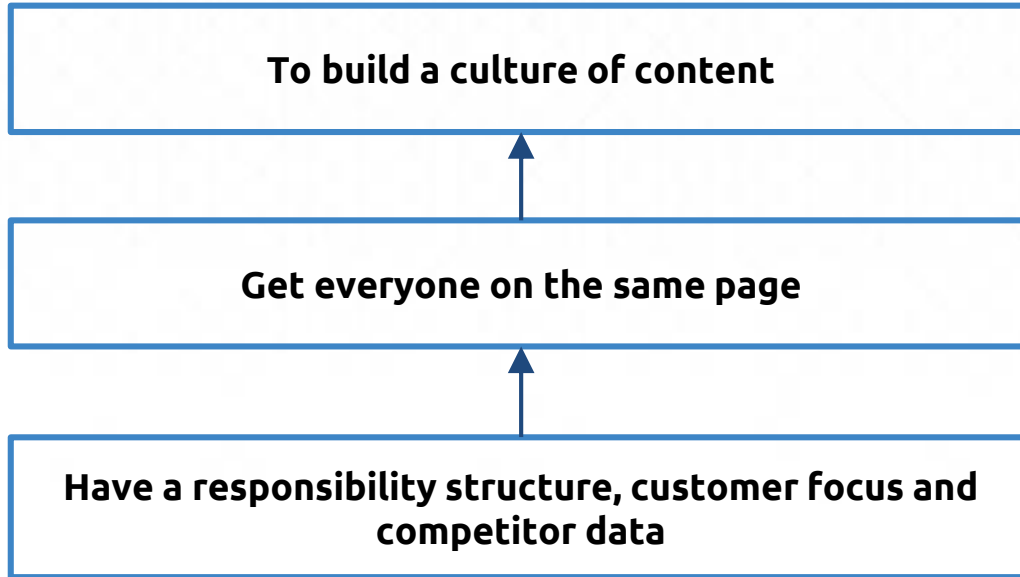 To build a culture of content
Get everyone on the same page
Have a responsibility structure, customer focus and
competitor data